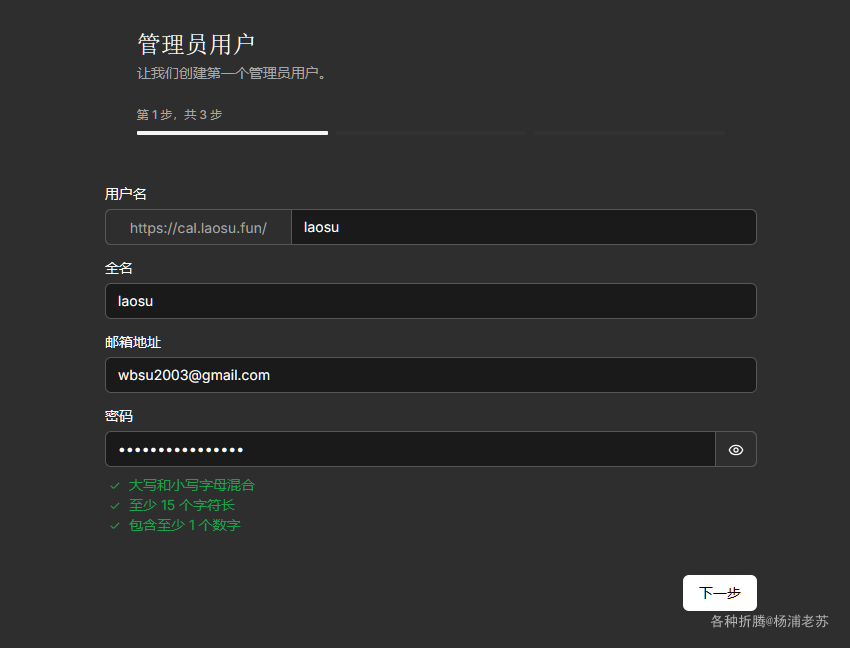 管理员用户
让我们创建第一个管理员用户。
第 1 步，共 3 步
用户名
https://cal.laosu.fun/ laosu
全名
laosu
邮箱地址
wbsu2003@gmail.com
密码
••••••••••••••••
大写和小写字母混合
至少 15 个字符长
包含至少 1 个数字
下一步
各种折腾@杨浦老苏